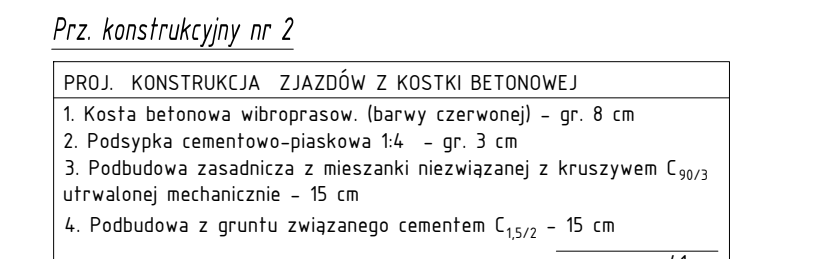 Prz. konstrukcyjny nr 2
PROJ. KONSTRUKCJA ZJAZDÓW Z KOSTKI BETONOWEJ
1. Kosta betonowa wibroprasow. (barwy czerwonej) - gr. 8 cm
2. Podsypka cementowo-piaskowa 1:4 - gr. 3 cm
3. Podbudowa zasadnicza z mieszanki niezwiązanej z kruszywem C90/3
utrwalonej mechanicznie - 15 cm
4. Podbudowa z gruntu związanego cementem C1,5/2 - 15 cm